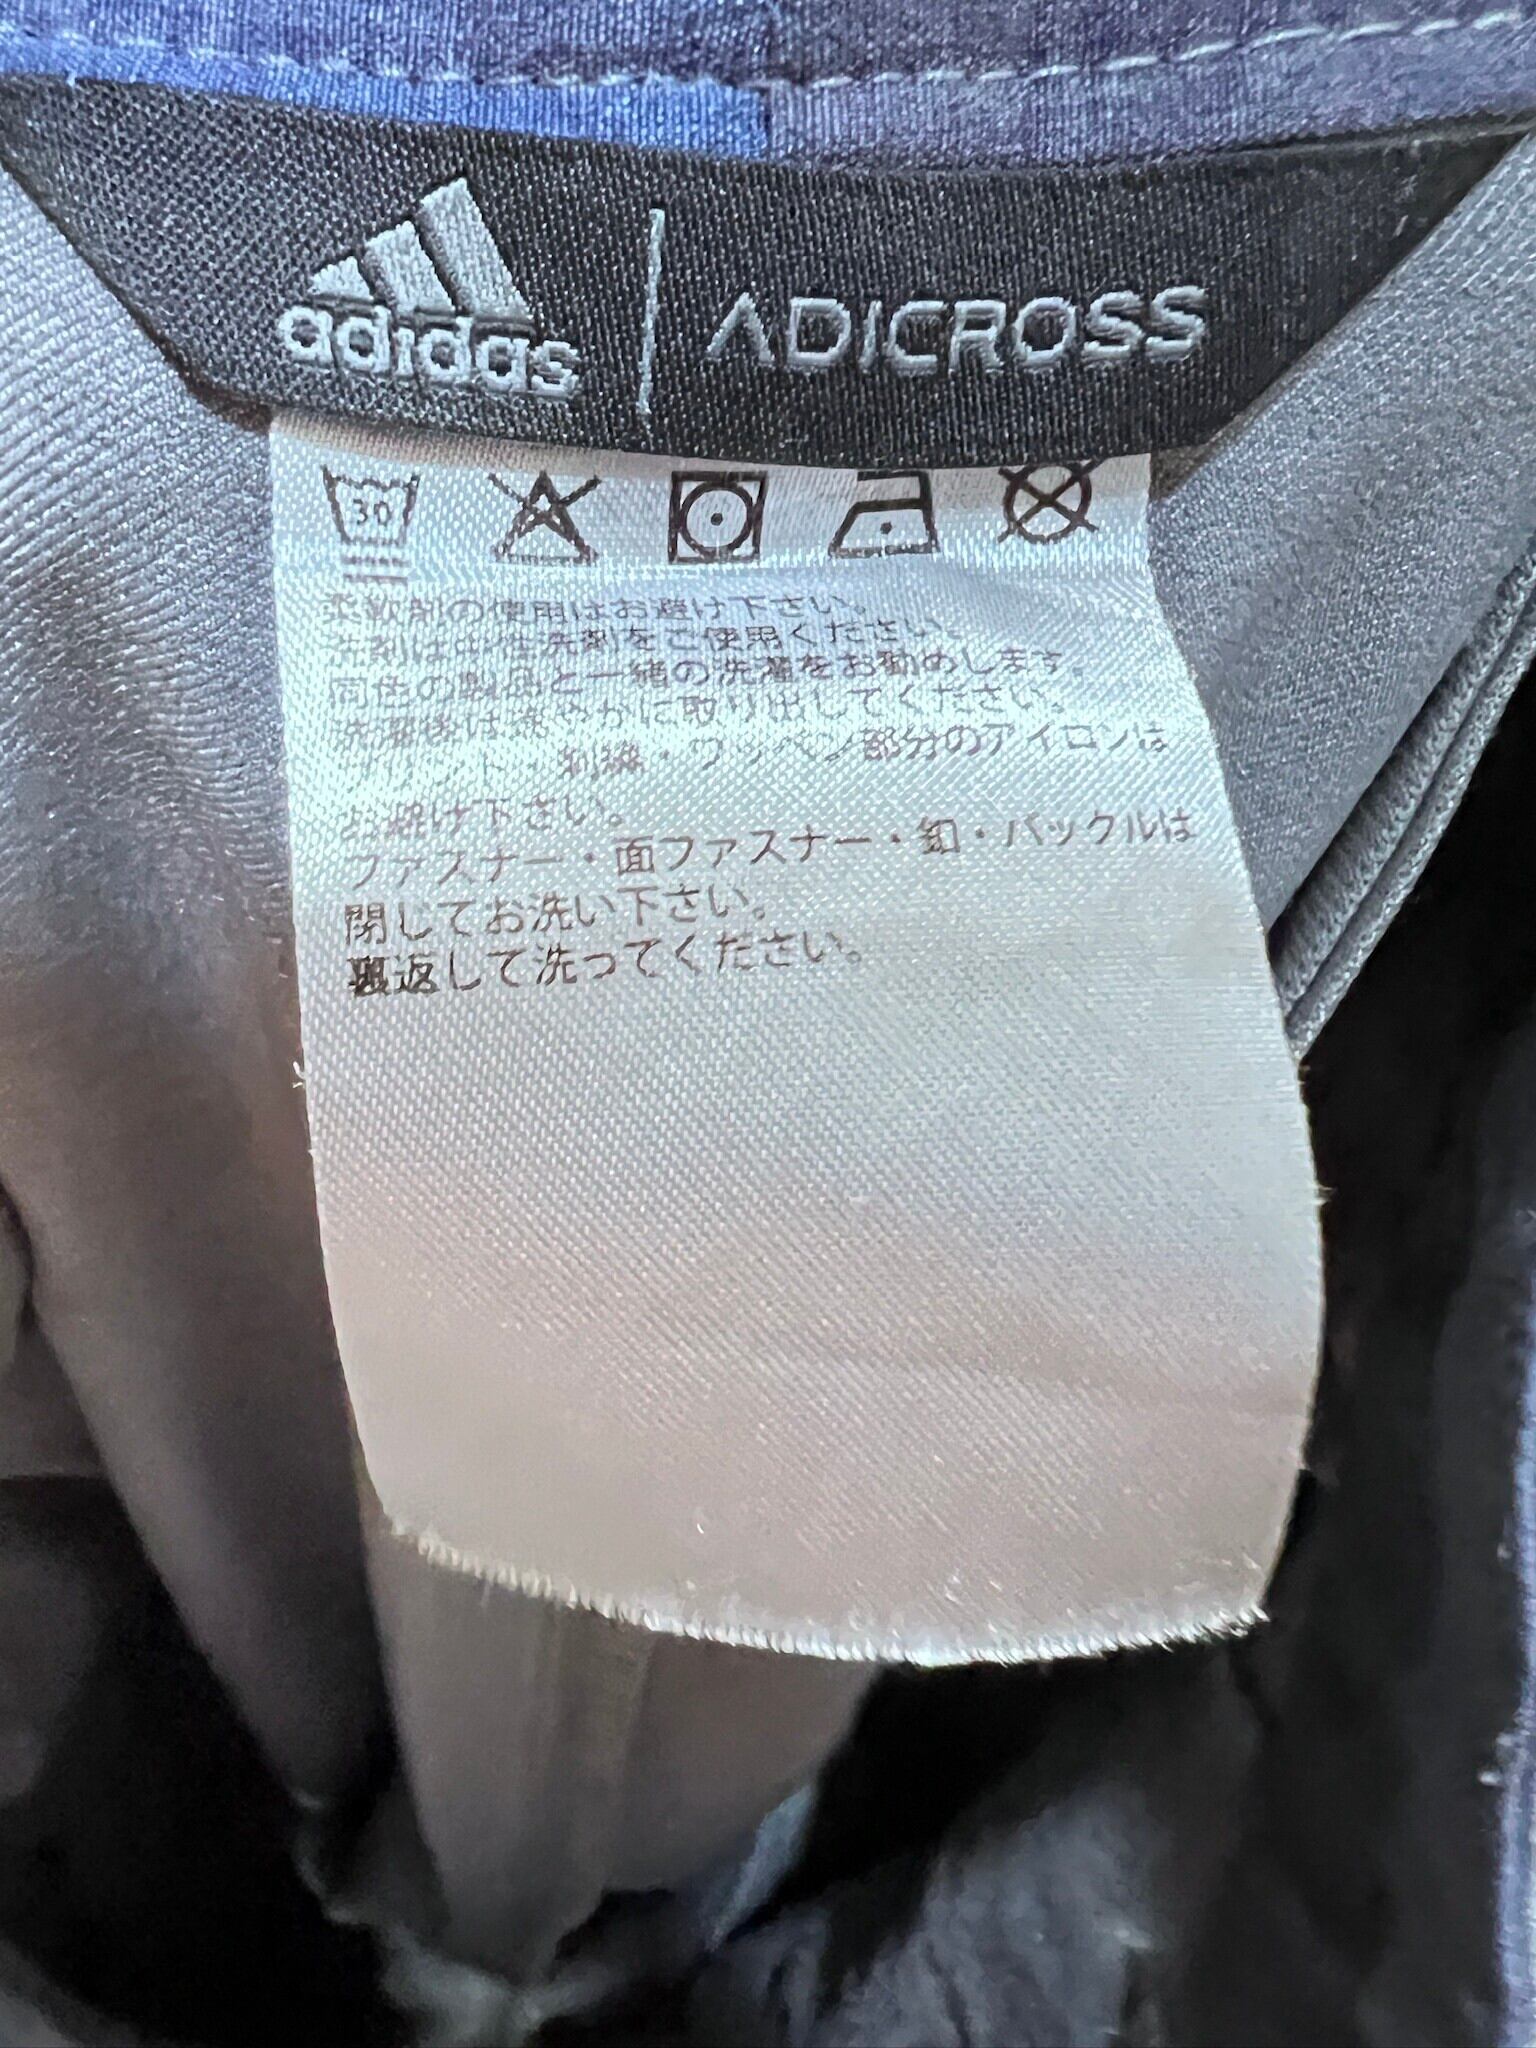 adidas | ADICROSS
30
柔軟剤の使用はお避け下さい。
洗剤は中性洗剤をご使用ください。
同色の製品と一緒の洗濯をお勧めします。
洗濯後は速やかに取り出してください。
プリント・刺繍・ワッペン部分のアイロンは
お避け下さい。
ファスナー・面ファスナー・釦・バックルは
閉じてお洗い下さい。
裏返して洗ってください。